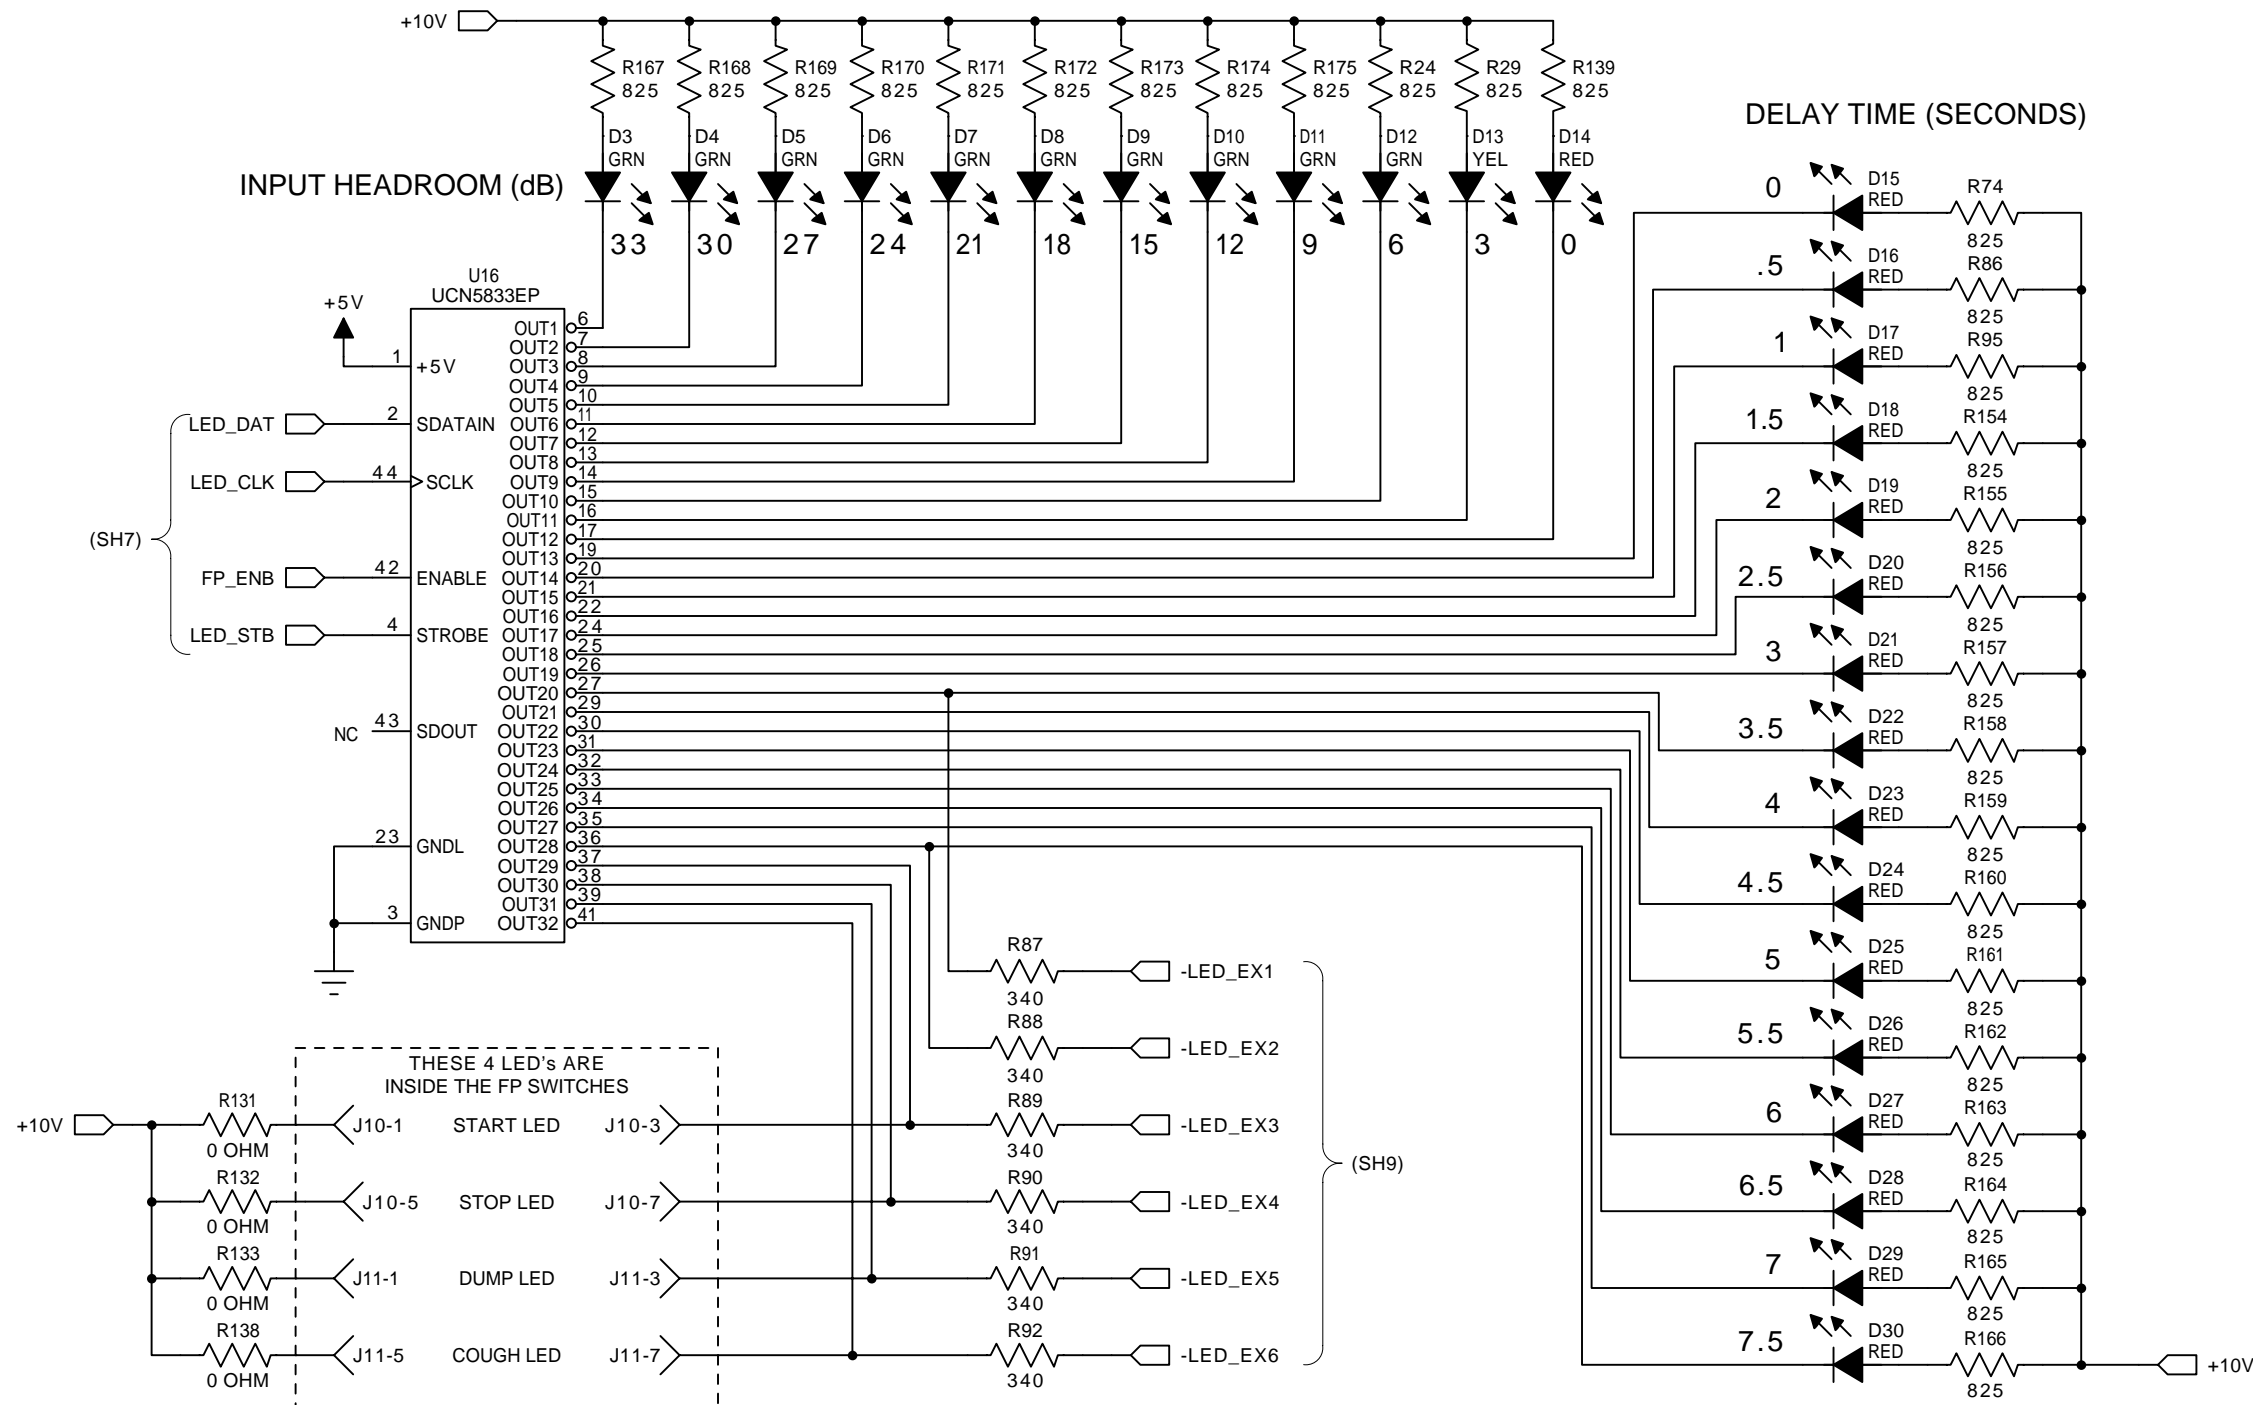 +10V
R167 R168 R169 R170 R171 R172 R173 R174 R175 R24 R29 R139
825 825 825 825 825 825 825 825 825 825 825 825
D3 D4 D5 D6 D7 D8 D9 D10 D11 D12 D13 D14
GRN GRN GRN GRN GRN GRN GRN GRN GRN GRN YEL RED
INPUT HEADROOM (dB)
33 30 27 24 21 18 15 12 9 6 3 0
U16
UCN5833EP
+5V
1 +5V
LED_DAT 2 SDATAIN
LED_CLK 44 SCLK
(SH7)
FP_ENB 42 ENABLE
LED_STB 4 STROBE
NC 43 SDOUT
23 GNDL
3 GNDP
OUT1 6
OUT2 7
OUT3 8
OUT4 9
OUT5 10
OUT6 11
OUT7 12
OUT8 13
OUT9 14
OUT10 15
OUT11 16
OUT12 17
OUT13 19
OUT14 20
OUT15 21
OUT16 22
OUT17 24
OUT18 25
OUT19 26
OUT20 27
OUT21 29
OUT22 30
OUT23 31
OUT24 32
OUT25 33
OUT26 34
OUT27 35
OUT28 36
OUT29 37
OUT30 38
OUT31 39
OUT32 41
DELAY TIME (SECONDS)
0 D15 RED R74 825
.5 D16 RED R86 825
1 D17 RED R95 825
1.5 D18 RED R154 825
2 D19 RED R155 825
2.5 D20 RED R156 825
3 D21 RED R157 825
3.5 D22 RED R158 825
4 D23 RED R159 825
4.5 D24 RED R160 825
5 D25 RED R161 825
5.5 D26 RED R162 825
6 D27 RED R163 825
6.5 D28 RED R164 825
7 D29 RED R165 825
7.5 D30 RED R166 825
+10V
R87 340 -LED_EX1
R88 340 -LED_EX2
R89 340 -LED_EX3
R90 340 -LED_EX4
R91 340 -LED_EX5
R92 340 -LED_EX6
(SH9)
THESE 4 LED's ARE
INSIDE THE FP SWITCHES
+10V
R131 0 OHM J10-1 START LED J10-3
R132 0 OHM J10-5 STOP LED J10-7
R133 0 OHM J11-1 DUMP LED J11-3
R138 0 OHM J11-5 COUGH LED J11-7